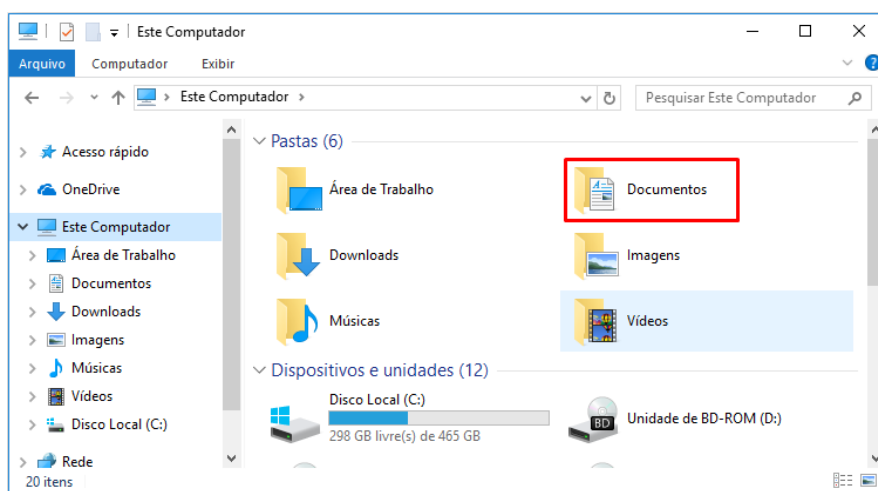 Este Computador
Arquivo Computador Exibir
?
Este Computador
Pesquisar Este Computador
Acesso rápido
OneDrive
Este Computador
Área de Trabalho
Documentos
Downloads
Imagens
Músicas
Vídeos
Disco Local (C:)
Rede
Pastas (6)
Área de Trabalho
Documentos
Downloads
Imagens
Músicas
Vídeos
Dispositivos e unidades (12)
Disco Local (C:)
298 GB livre(s) de 465 GB
BD
Unidade de BD-ROM (D:)
20 itens